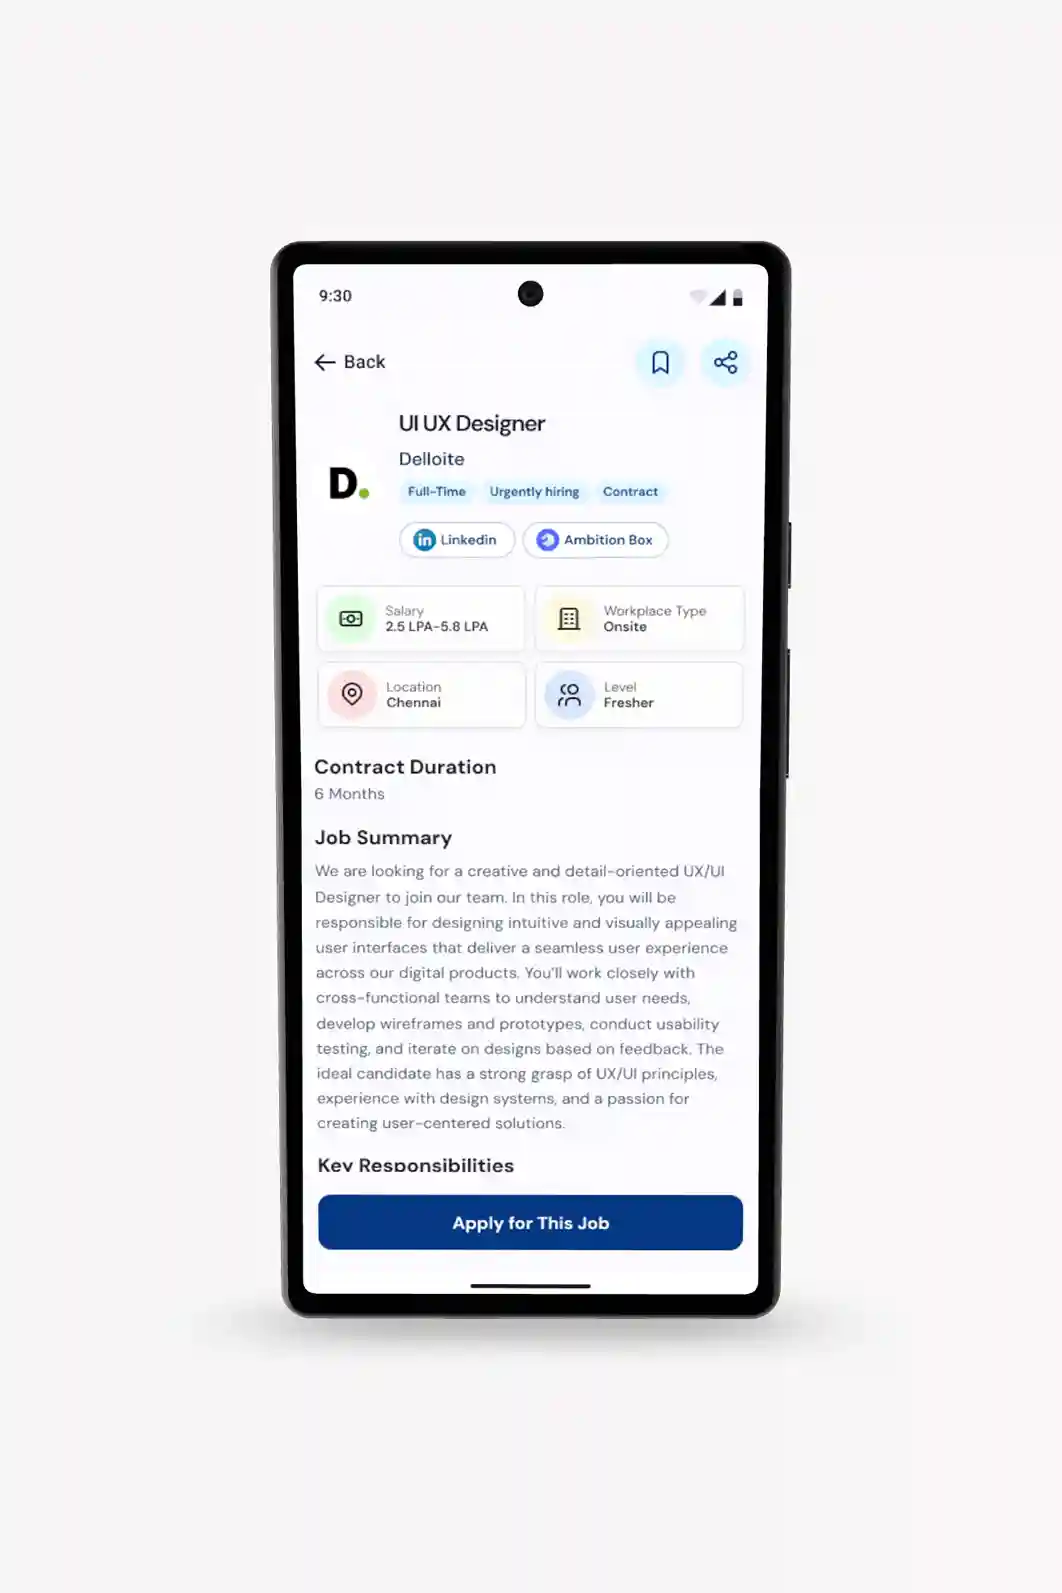 9:30
Back
UI UX Designer
Delloite
D.
Full-Time Urgently hiring Contract
in Linkedin Ambition Box
Salary
2.5 LPA-5.8 LPA
Workplace Type
Onsite
Location
Chennai
Level
Fresher
Contract Duration
6 Months
Job Summary
We are looking for a creative and detail-oriented UX/UI
Designer to join our team. In this role, you will be
responsible for designing intuitive and visually appealing
user interfaces that deliver a seamless user experience
across our digital products. You'll work closely with
cross-functional teams to understand user needs,
develop wireframes and prototypes, conduct usability
testing, and iterate on designs based on feedback. The
ideal candidate has a strong grasp of UX/UI principles,
experience with design systems, and a passion for
creating user-centered solutions.
Key Responsibilities
Apply for This Job